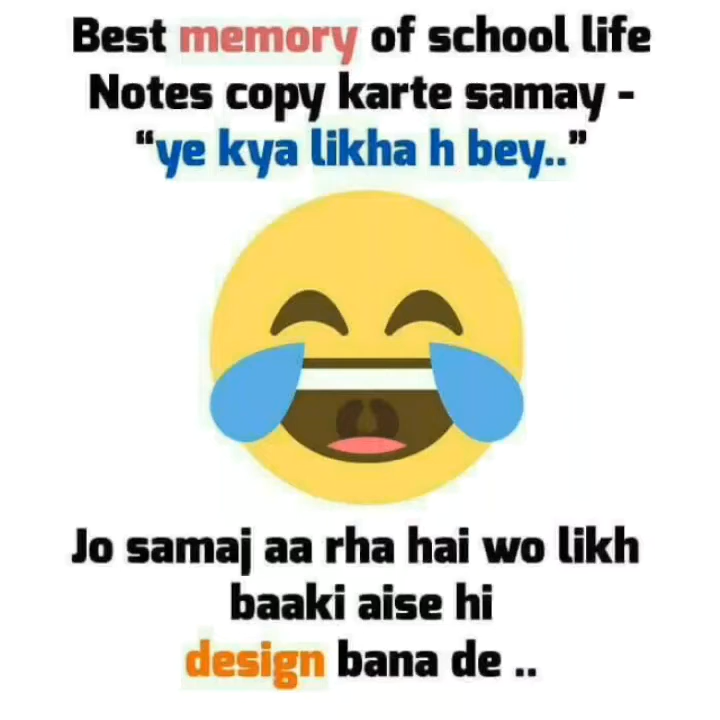 Best memory of school life
Notes copy karte samay -
“ye kya likha h bey..”
Jo samaj aa rha hai wo likh
baaki aise hi
design bana de ..